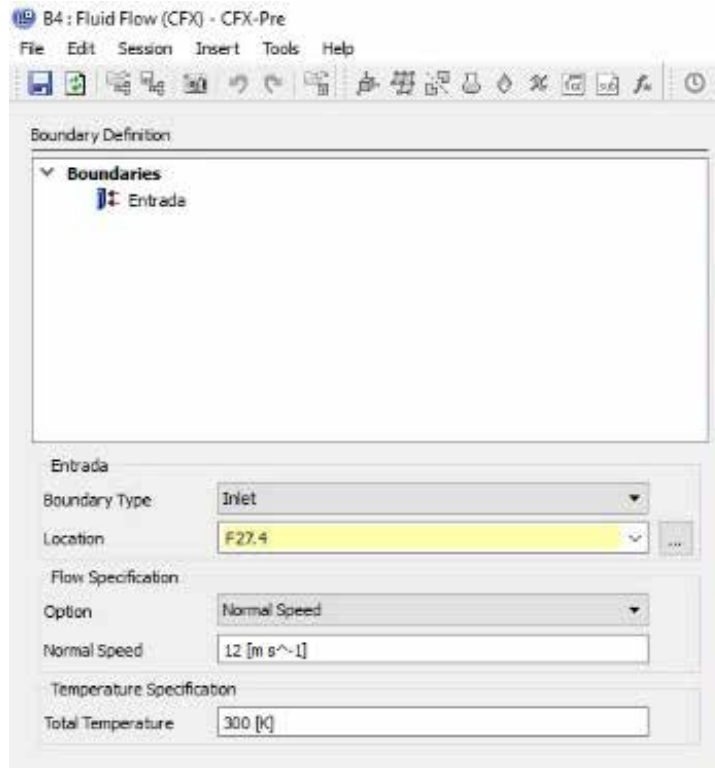 B4 : Fluid Flow (CFX) - CFX-Pre
File Edit Session Insert Tools Help
Boundary Definition
Boundaries
Entrada
Entrada
Boundary Type Inlet
Location F27.4 ...
Flow Specification
Option Normal Speed
Normal Speed 12 [m s^-1]
Temperature Specification
Total Temperature 300 [K]